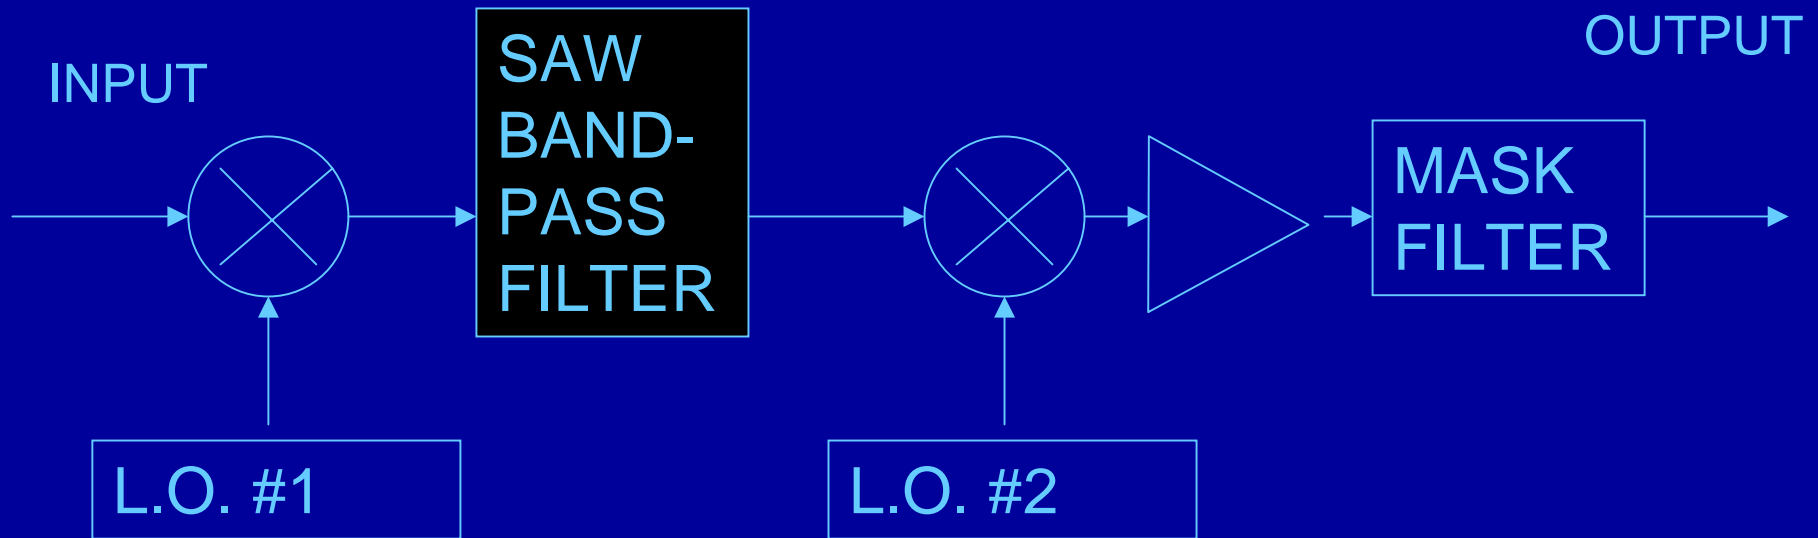 INPUT
SAW
BAND-
PASS
FILTER
OUTPUT
MASK
FILTER
L.O. #1
L.O. #2